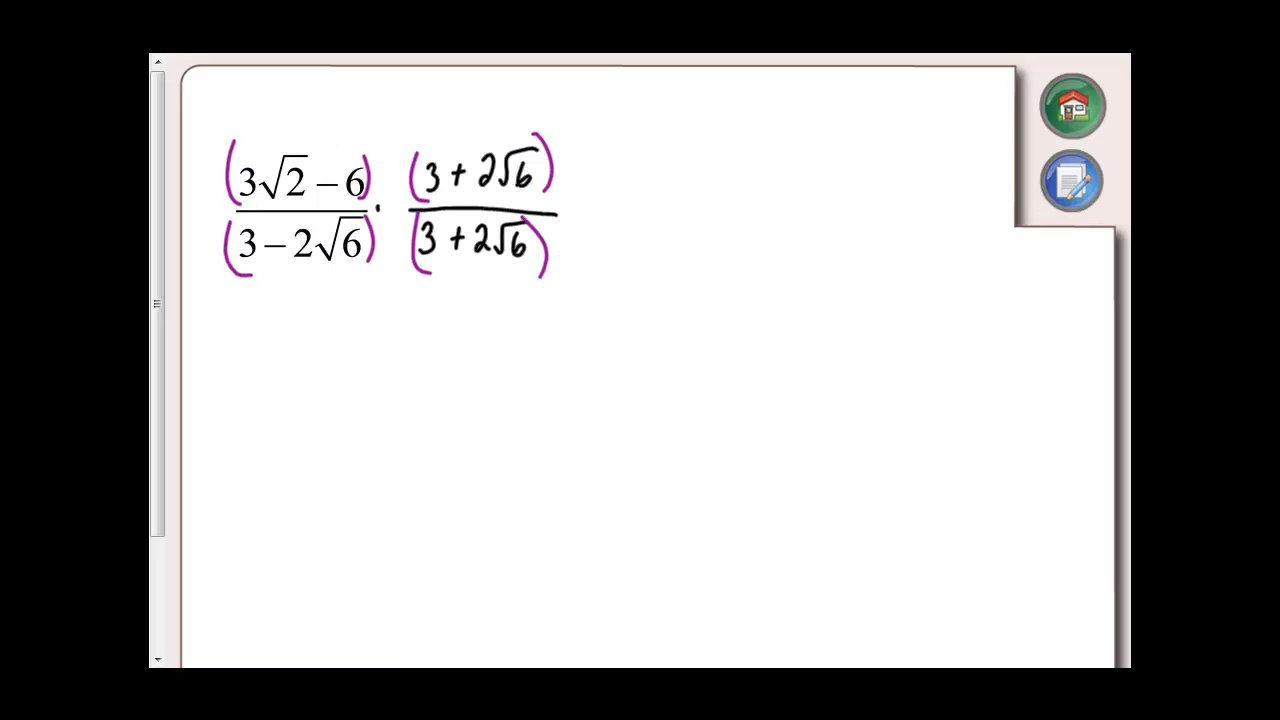 (3√2 − 6) · (3 + 2√6)
(3 − 2√6) (3 + 2√6)